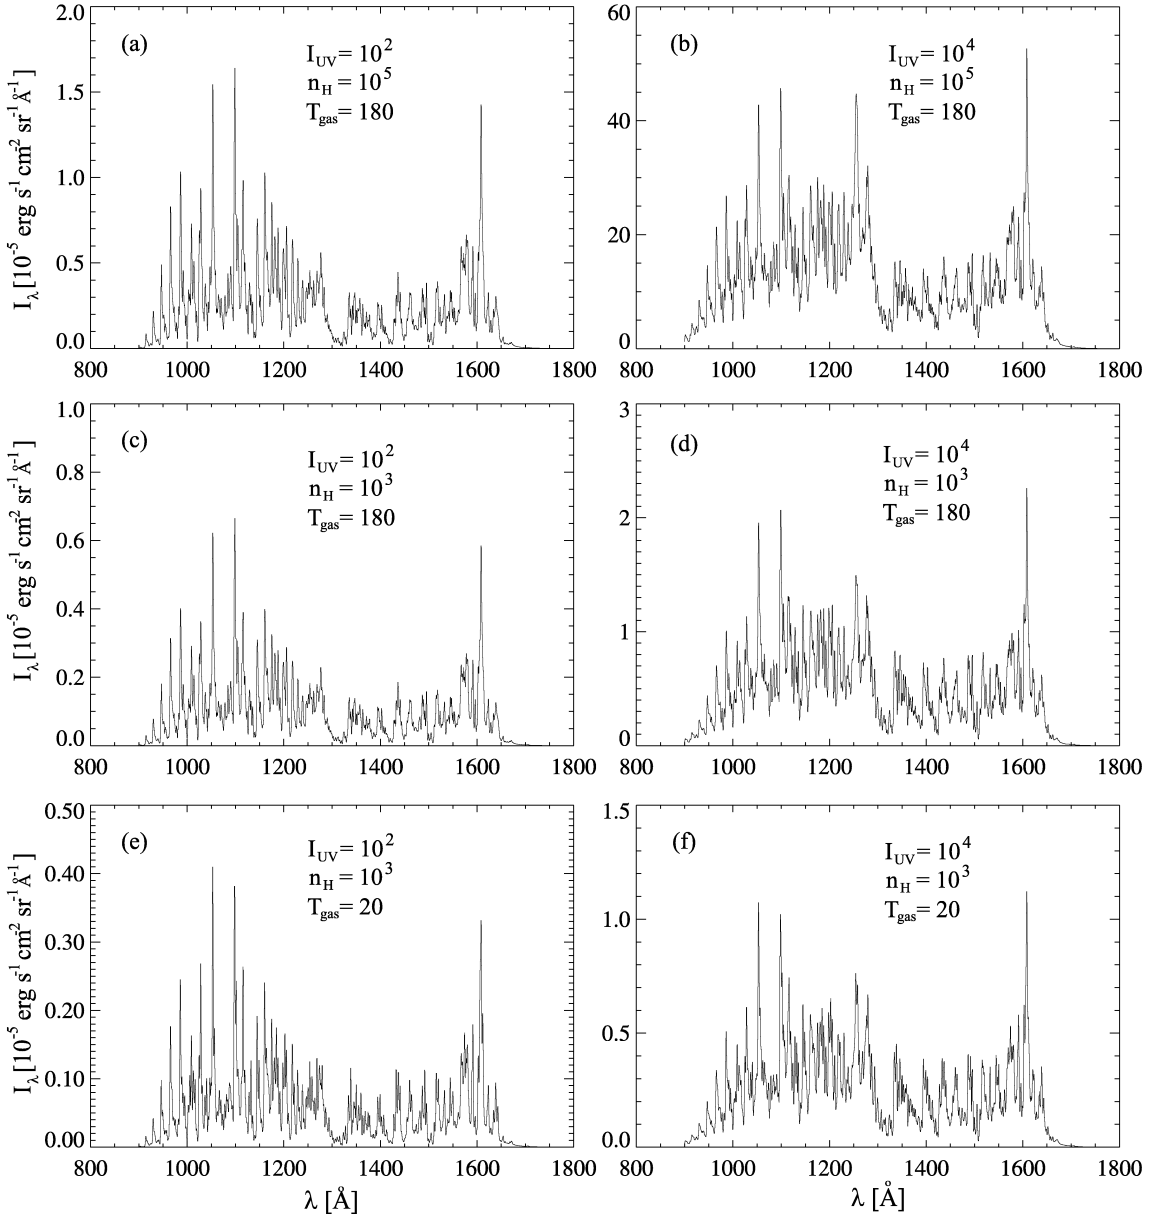 (a)
I_UV = 10^2
n_H = 10^5
T_gas = 180
I_λ [10^-5 erg s^-1 cm^-2 sr^-1 Å^-1]
2.0
1.5
1.0
0.5
0.0
800 1000 1200 1400 1600 1800
(b)
I_UV = 10^4
n_H = 10^5
T_gas = 180
60
40
20
0
800 1000 1200 1400 1600 1800
(c)
I_UV = 10^2
n_H = 10^3
T_gas = 180
I_λ [10^-5 erg s^-1 cm^-2 sr^-1 Å^-1]
1.0
0.8
0.6
0.4
0.2
0.0
800 1000 1200 1400 1600 1800
(d)
I_UV = 10^4
n_H = 10^3
T_gas = 180
3
2
1
0
800 1000 1200 1400 1600 1800
(e)
I_UV = 10^2
n_H = 10^3
T_gas = 20
I_λ [10^-5 erg s^-1 cm^-2 sr^-1 Å^-1]
0.50
0.40
0.30
0.20
0.10
0.00
800 1000 1200 1400 1600 1800
λ [Å]
(f)
I_UV = 10^4
n_H = 10^3
T_gas = 20
1.5
1.0
0.5
0.0
800 1000 1200 1400 1600 1800
λ [Å]